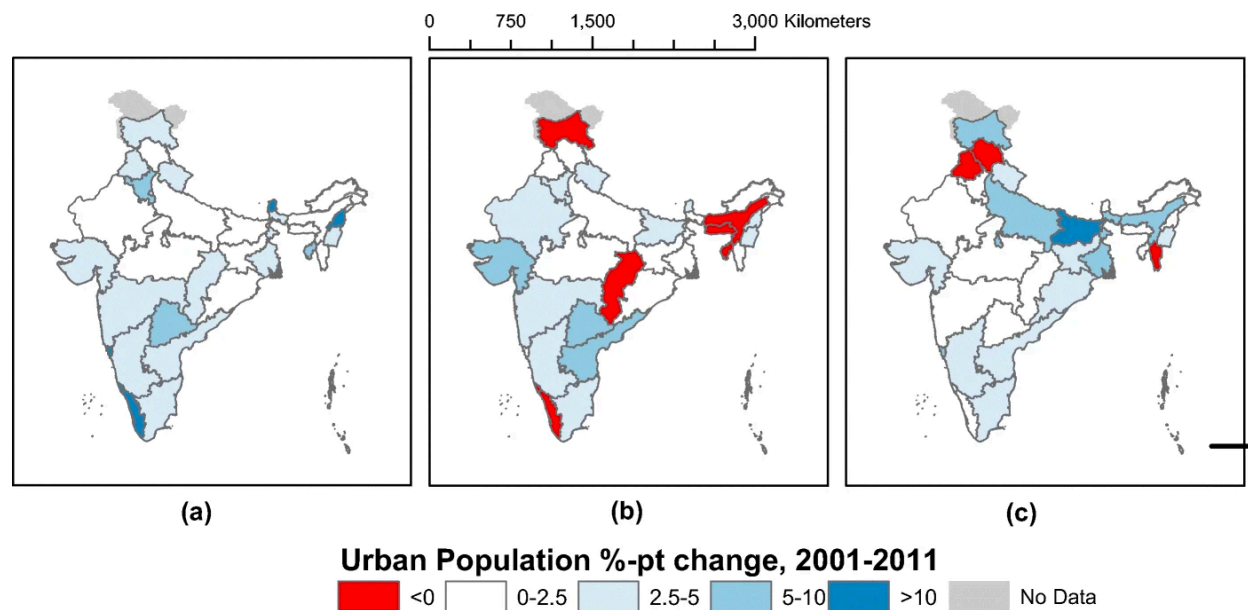 0 750 1,500 3,000 Kilometers
(a) (b) (c)
Urban Population %-pt change, 2001-2011
<0 0-2.5 2.5-5 5-10 >10 No Data